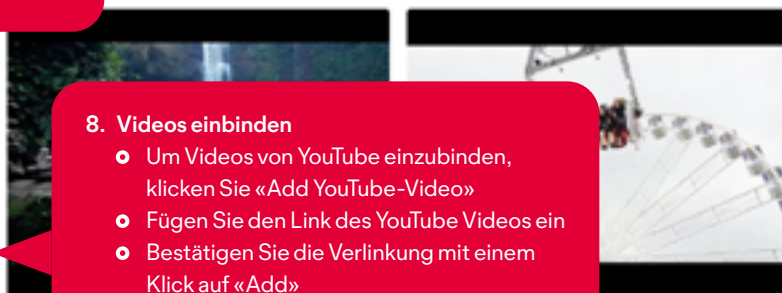 8. Videos einbinden
Um Videos von YouTube einzubinden,
klicken Sie «Add YouTube-Video»
Fügen Sie den Link des YouTube Videos ein
Bestätigen Sie die Verlinkung mit einem
Klick auf «Add»